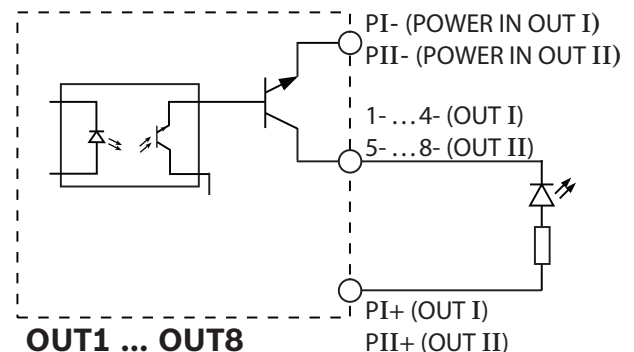 PI- (POWER IN OUT I)
PII- (POWER IN OUT II)
1- ...4- (OUT I)
5- ...8- (OUT II)
PI+ (OUT I)
PII+ (OUT II)
OUT1 ... OUT8